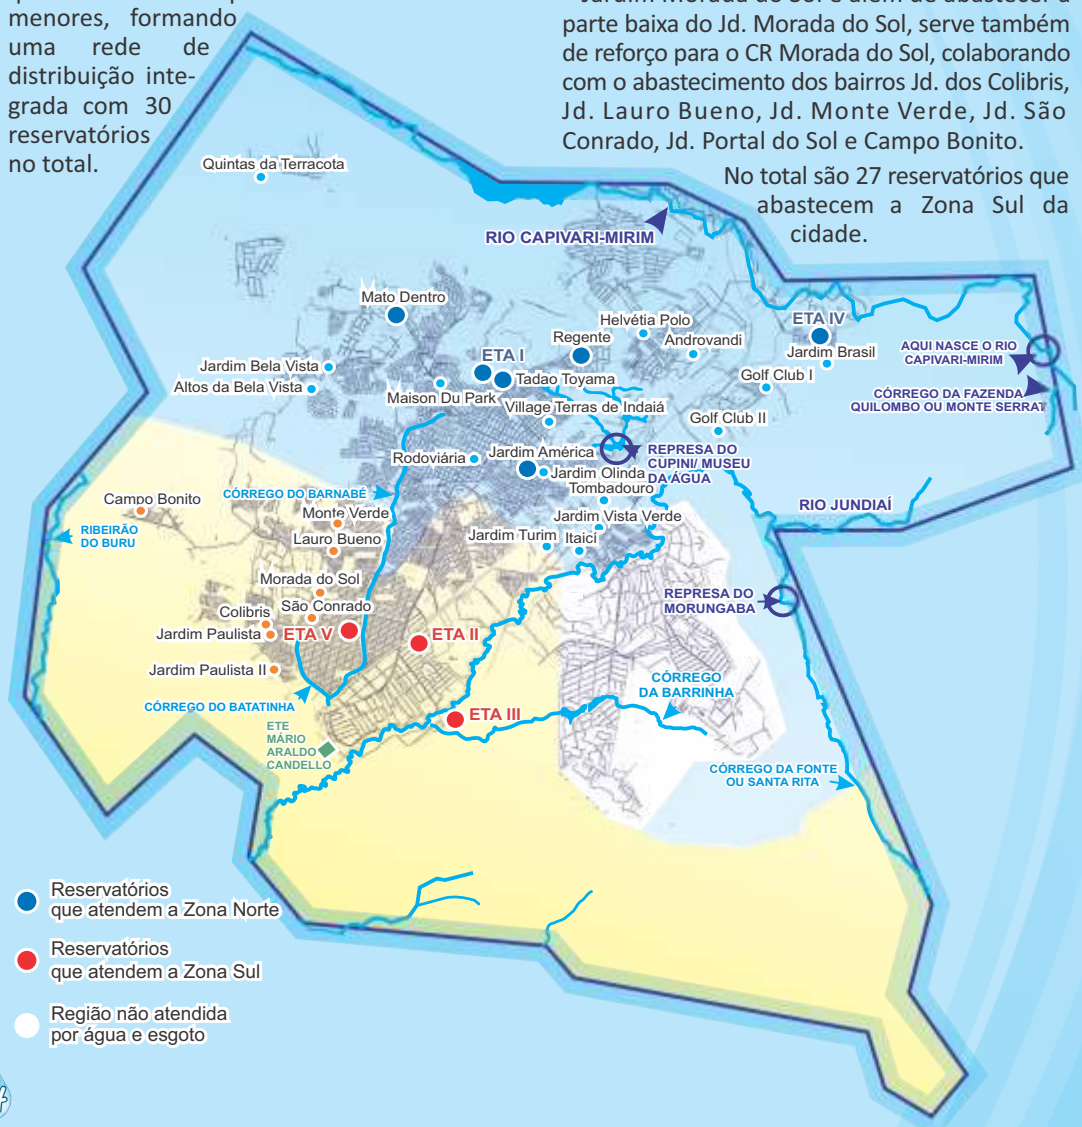 menores, formando
uma rede de
distribuição inte-
grada com 30
reservatórios
no total.
parte baixa do Jd. Morada do Sol, serve também
de reforço para o CR Morada do Sol, colaborando
com o abastecimento dos bairros Jd. dos Colibris,
Jd. Lauro Bueno, Jd. Monte Verde, Jd. São
Conrado, Jd. Portal do Sol e Campo Bonito.
No total são 27 reservatórios que
abastecem a Zona Sul da
cidade.
Quintas da Terracota
RIO CAPIVARI-MIRIM
Mato Dentro
Helvétia Polo
ETA IV
Regente
Androvandi
AQUI NASCE O RIO
CAPIVARI-MIRIM
ETA I
Jardim Brasil
Jardim Bela Vista
Tadao Toyama
Golf Club I
Altos da Bela Vista
CÓRREGO DA FAZENDA
QUILOMBO OU MONTE SERRAT
Maison Du Park
Village Terras de Indaiá
Golf Club II
Rodoviária
Jardim América
REPRESA DO
CUPINI/ MUSEU
DA ÁGUA
Jardim Olinda
Tombadouro
CÓRREGO DO BARNABÉ
Campo Bonito
RIO JUNDIAÍ
Monte Verde
Jardim Vista Verde
RIBEIRÃO
DO BURU
Lauro Bueno
Jardim Turim
Itaicí
Morada do Sol
REPRESA DO
MORUNGABA
Colibris
São Conrado
Jardim Paulista
ETA V
ETA II
Jardim Paulista II
CÓRREGO
DA BARRINHA
CÓRREGO DO BATATINHA
ETA III
ETE
MÁRIO
ARALDO
CANDELLO
CÓRREGO DA FONTE
OU SANTA RITA
Reservatórios
que atendem a Zona Norte
Reservatórios
que atendem a Zona Sul
Região não atendida
por água e esgoto